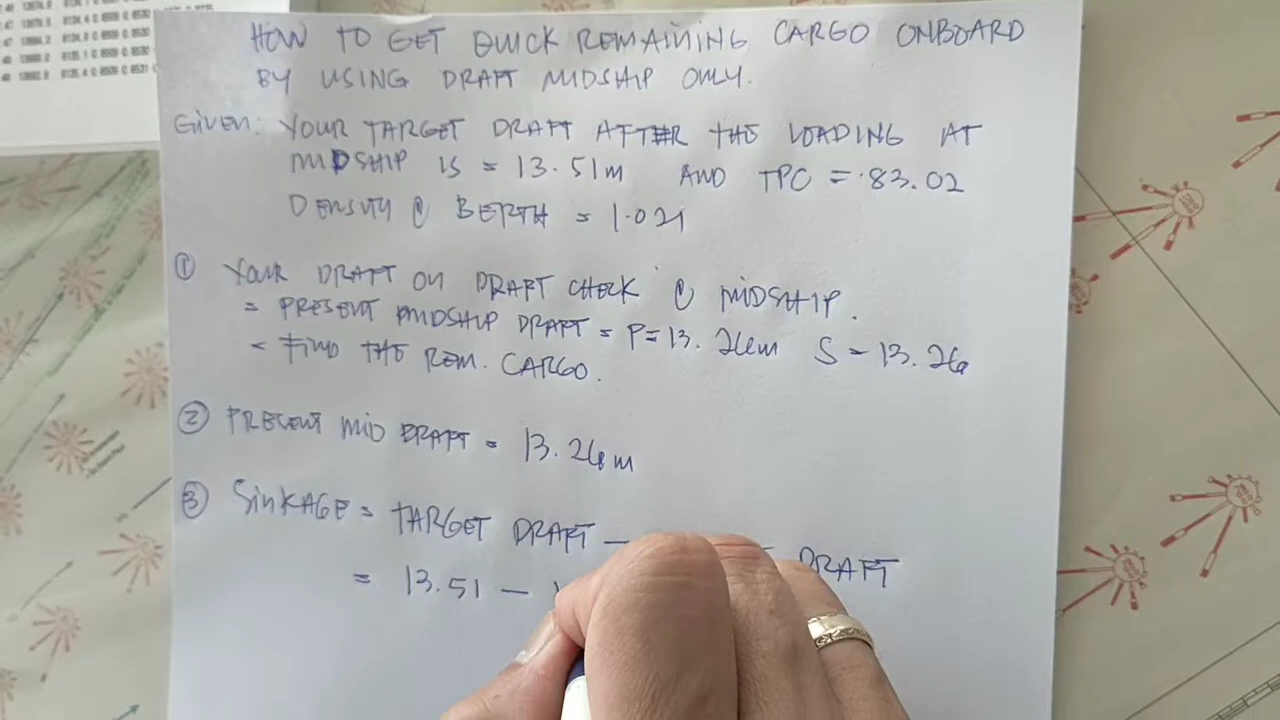 HOW TO GET QUICK REMAINING CARGO ONBOARD
BY USING DRAFT MIDSHIP ONLY.
GIVEN: YOUR TARGET DRAFT AFTER THE LOADING AT
MIDSHIP IS = 13.51m AND TPC = 83.02
DENSITY @ BERTH = 1.021
① YOUR DRAFT ON DRAFT CHECK @ MIDSHIP.
= PRESENT MIDSHIP DRAFT = P=13.26m S=13.26
= FIND THE REM. CARGO.
② PRESENT MID DRAFT = 13.26m
③ SINKAGE = TARGET DRAFT - DRAFT
= 13.51 -